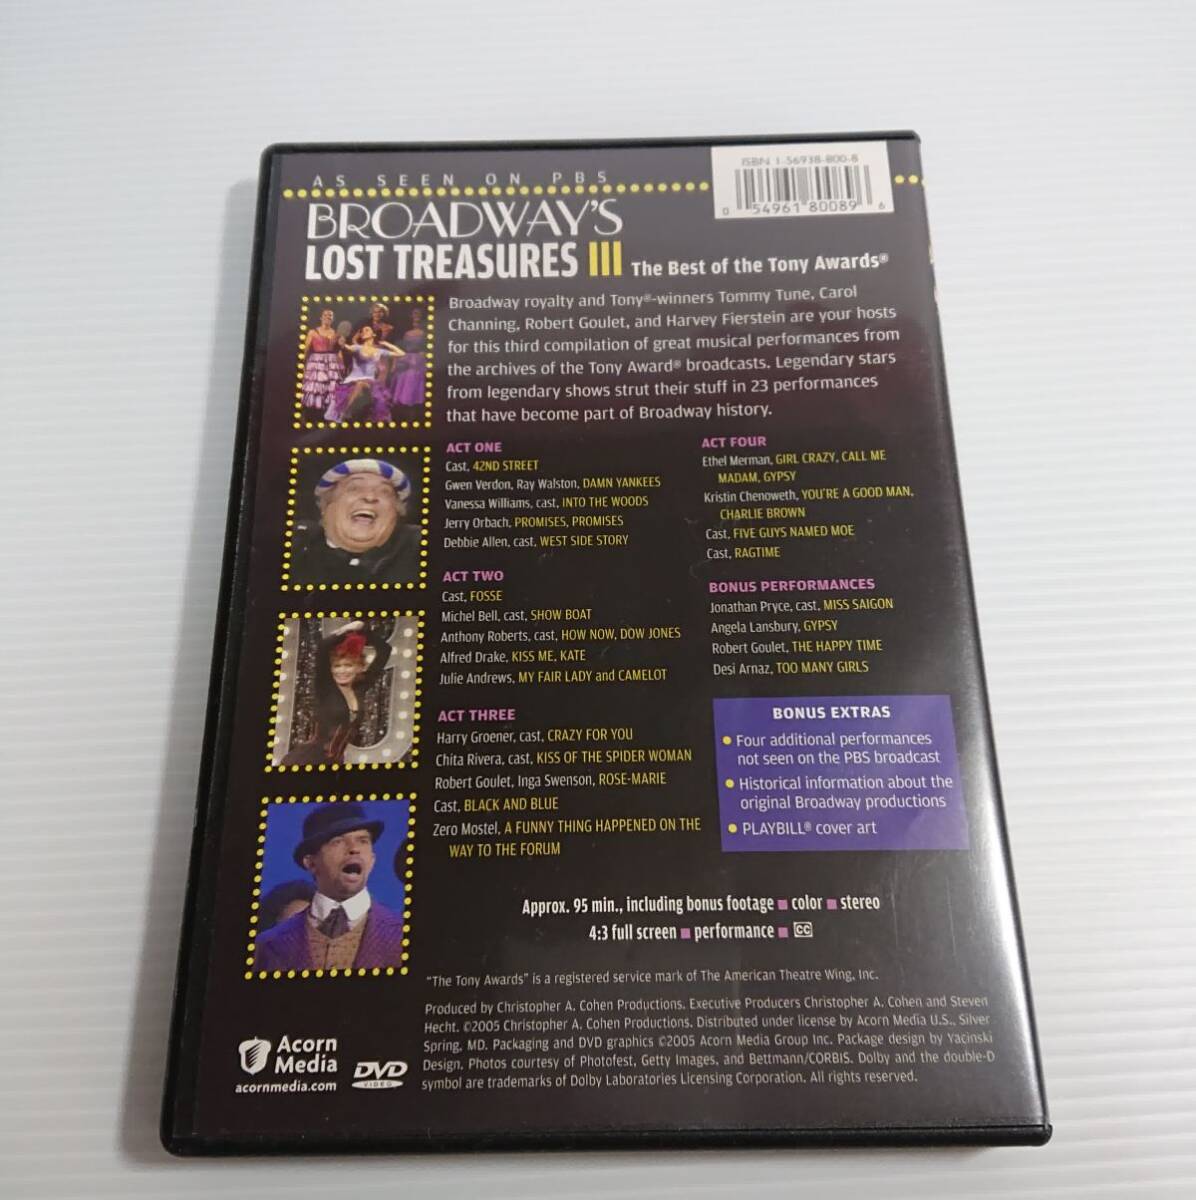 ISBN 1-56938-800-8
0 54961 80089 6
AS SEEN ON PBS
BROADWAY'S
LOST TREASURES III The Best of the Tony Awards®
Broadway royalty and Tony®-winners Tommy Tune, Carol
Channing, Robert Goulet, and Harvey Fierstein are your hosts
for this third compilation of great musical performances from
the archives of the Tony Award® broadcasts. Legendary stars
from legendary shows strut their stuff in 23 performances
that have become part of Broadway history.
ACT ONE
Cast, 42ND STREET
Gwen Verdon, Ray Walston, DAMN YANKEES
Vanessa Williams, cast, INTO THE WOODS
Jerry Orbach, PROMISES, PROMISES
Debbie Allen, cast, WEST SIDE STORY
ACT TWO
Cast, FOSSE
Michel Bell, cast, SHOW BOAT
Anthony Roberts, cast, HOW NOW, DOW JONES
Alfred Drake, KISS ME, KATE
Julie Andrews, MY FAIR LADY and CAMELOT
ACT THREE
Harry Groener, cast, CRAZY FOR YOU
Chita Rivera, cast, KISS OF THE SPIDER WOMAN
Robert Goulet, Inga Swenson, ROSE-MARIE
Cast, BLACK AND BLUE
Zero Mostel, A FUNNY THING HAPPENED ON THE
WAY TO THE FORUM
ACT FOUR
Ethel Merman, GIRL CRAZY, CALL ME
MADAM, GYPSY
Kristin Chenoweth, YOU'RE A GOOD MAN,
CHARLIE BROWN
Cast, FIVE GUYS NAMED MOE
Cast, RAGTIME
BONUS PERFORMANCES
Jonathan Pryce, cast, MISS SAIGON
Angela Lansbury, GYPSY
Robert Goulet, THE HAPPY TIME
Desi Arnaz, TOO MANY GIRLS
BONUS EXTRAS
• Four additional performances
not seen on the PBS broadcast
• Historical information about the
original Broadway productions
• PLAYBILL® cover art
Approx. 95 min., including bonus footage ■ color ■ stereo
4:3 full screen ■ performance ■ CC
"The Tony Awards" is a registered service mark of The American Theatre Wing, Inc.
Produced by Christopher A. Cohen Productions. Executive Producers Christopher A. Cohen and Steven
Hecht. ©2005 Christopher A. Cohen Productions. Distributed under license by Acorn Media U.S., Silver
Spring, MD. Packaging and DVD graphics ©2005 Acorn Media Group Inc. Package design by Yacinski
Design. Photos courtesy of Photofest, Getty Images, and Bettmann/CORBIS. Dolby and the double-D
symbol are trademarks of Dolby Laboratories Licensing Corporation. All rights reserved.
Acorn
Media
acornmedia.com
DVD
VIDEO